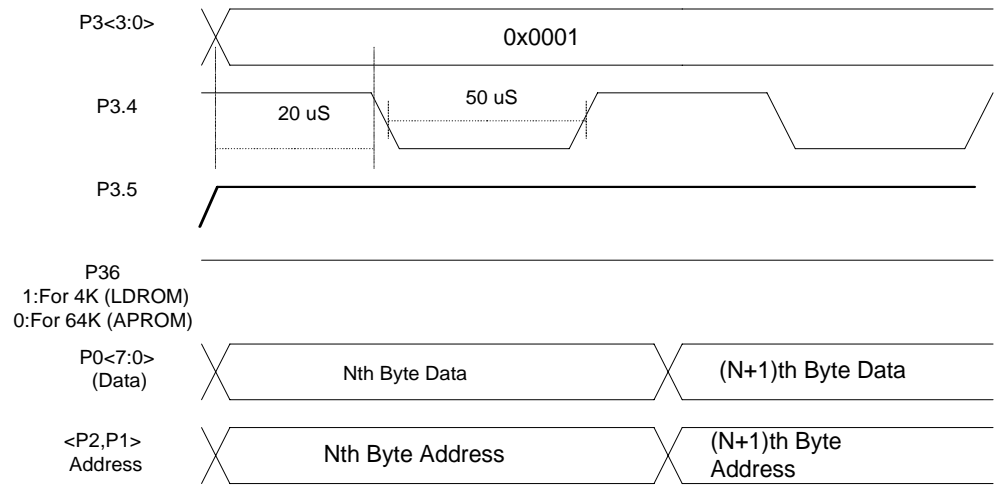 P3<3:0>
0x0001
P3.4
20 uS
50 uS
P3.5
P36
1:For 4K (LDROM)
0:For 64K (APROM)
P0<7:0>
(Data)
Nth Byte Data
(N+1)th Byte Data
<P2,P1>
Address
Nth Byte Address
(N+1)th Byte
Address